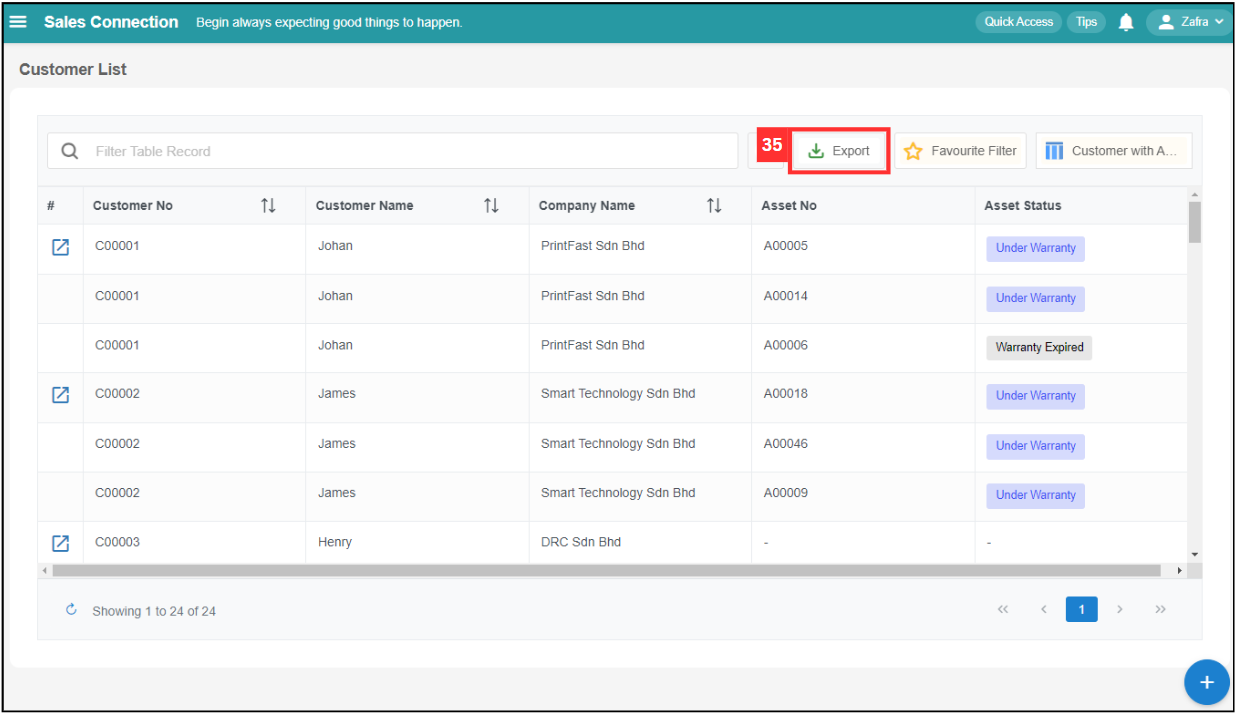 Sales Connection Begin always expecting good things to happen. Quick Access Tips Zafra
Customer List
Filter Table Record 35 Export Favourite Filter Customer with A...
# Customer No Customer Name Company Name Asset No Asset Status
C00001 Johan PrintFast Sdn Bhd A00005 Under Warranty
C00001 Johan PrintFast Sdn Bhd A00014 Under Warranty
C00001 Johan PrintFast Sdn Bhd A00006 Warranty Expired
C00002 James Smart Technology Sdn Bhd A00018 Under Warranty
C00002 James Smart Technology Sdn Bhd A00046 Under Warranty
C00002 James Smart Technology Sdn Bhd A00009 Under Warranty
C00003 Henry DRC Sdn Bhd - -
Showing 1 to 24 of 24 << < 1 > >>
+